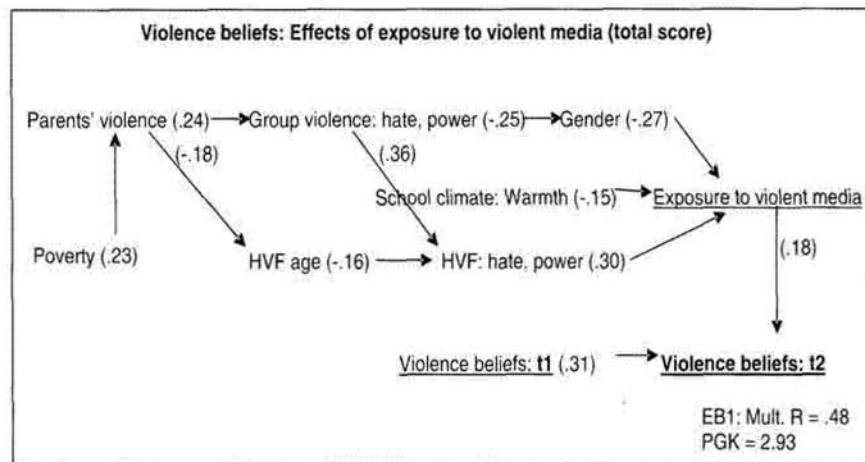 Violence beliefs: Effects of exposure to violent media (total score)
Parents' violence (.24) Group violence: hate, power (-.25) Gender (-.27)
(-.18)
(.36)
School climate: Warmth (-.15) Exposure to violent media
Poverty (.23) HVF age (-.16) HVF: hate, power (.30)
(.18)
Violence beliefs: t1 (.31) Violence beliefs: t2
EB1: Mult. R = .48
PGK = 2.93